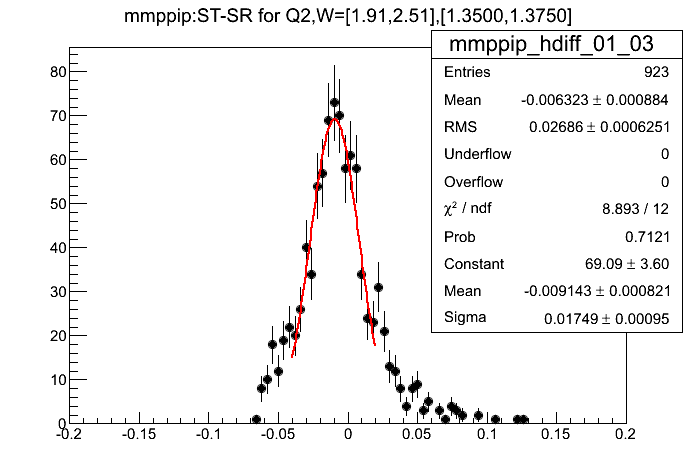 mmppip:ST-SR for Q2,W=[1.91,2.51],[1.3500,1.3750]
mmppip_hdiff_01_03
Entries 923
Mean -0.006323 ± 0.000884
RMS 0.02686 ± 0.0006251
Underflow 0
Overflow 0
χ² / ndf 8.893 / 12
Prob 0.7121
Constant 69.09 ± 3.60
Mean -0.009143 ± 0.000821
Sigma 0.01749 ± 0.00095
80
70
60
50
40
30
20
10
0
-0.2 -0.15 -0.1 -0.05 0 0.05 0.1 0.15 0.2